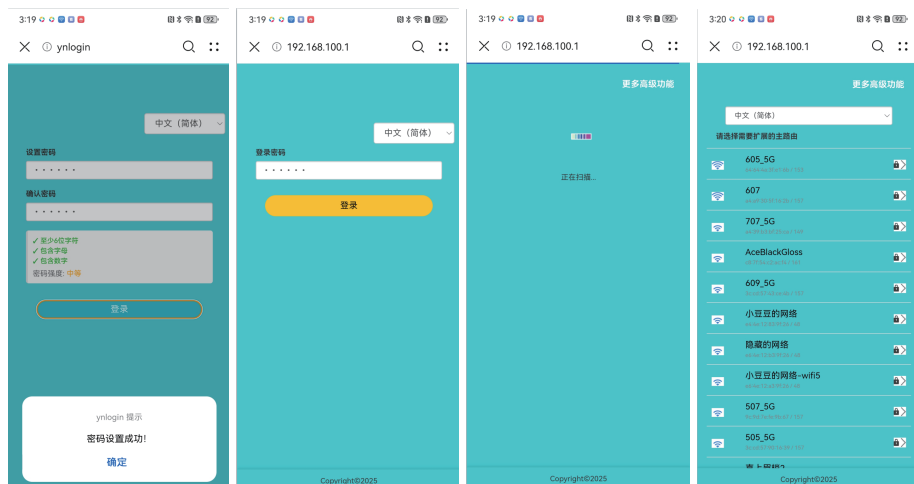 3:19
92
ynlogin
中文（简体）
设置密码
······
确认密码
······
✓ 至少6位字符
✓ 包含字母
✓ 包含数字
密码强度: 中等
登录
ynlogin 提示
密码设置成功!
确定
3:19
92
192.168.100.1
中文（简体）
登录密码
······
登录
Copyright©2025
3:19
92
192.168.100.1
更多高级功能
正在扫描...
Copyright©2025
3:20
92
192.168.100.1
更多高级功能
中文（简体）
请选择需要扩展的主路由
605_5G
607
707_5G
AceBlackGloss
609_5G
小豆豆的网络
隐藏的网络
小豆豆的网络-wifi5
507_5G
505_5G
Copyright©2025